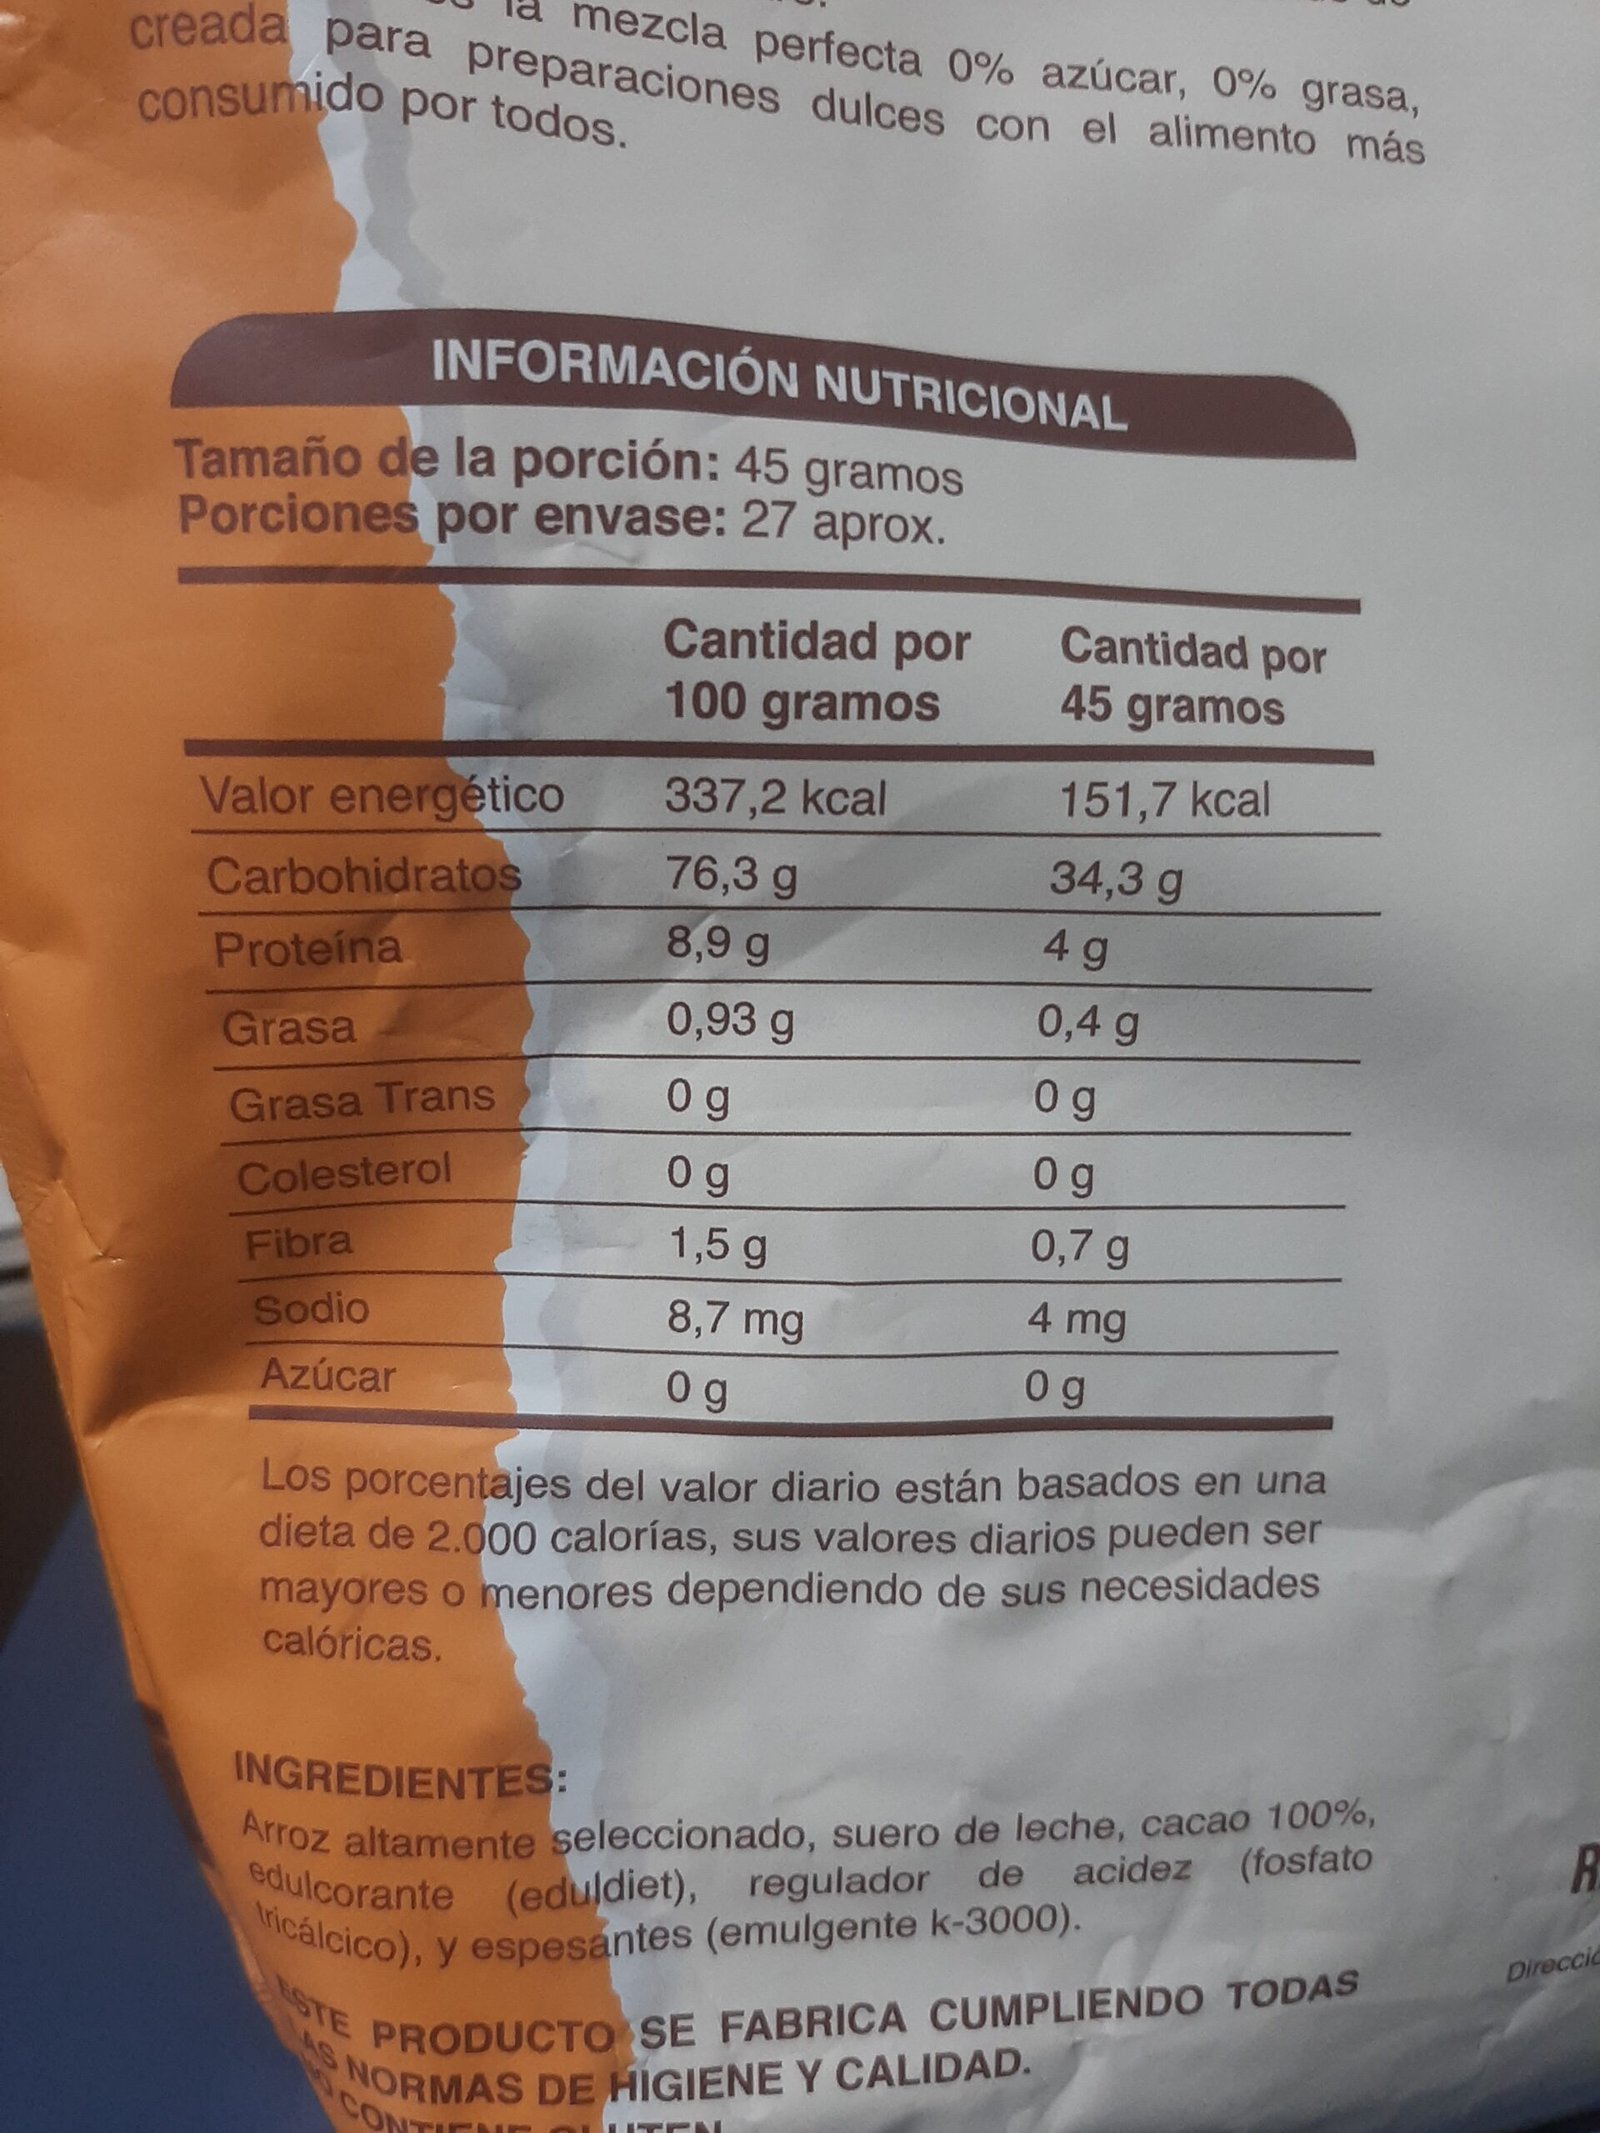 la mezcla perfecta 0% azúcar, 0% grasa,
creada para preparaciones dulces con el alimento más
consumido por todos.
INFORMACIÓN NUTRICIONAL
Tamaño de la porción: 45 gramos
Porciones por envase: 27 aprox.
Cantidad por 100 gramos
Cantidad por 45 gramos
Valor energético 337,2 kcal 151,7 kcal
Carbohidratos 76,3 g 34,3 g
Proteína 8,9 g 4 g
Grasa 0,93 g 0,4 g
Grasa Trans 0 g 0 g
Colesterol 0 g 0 g
Fibra 1,5 g 0,7 g
Sodio 8,7 mg 4 mg
Azúcar 0 g 0 g
Los porcentajes del valor diario están basados en una
dieta de 2.000 calorías, sus valores diarios pueden ser
mayores o menores dependiendo de sus necesidades
calóricas.
INGREDIENTES:
Arroz altamente seleccionado, suero de leche, cacao 100%,
edulcorante (eduldiet), regulador de acidez (fosfato
tricálcico), y espesantes (emulgente k-3000).
ESTE PRODUCTO SE FABRICA CUMPLIENDO TODAS
LAS NORMAS DE HIGIENE Y CALIDAD.
NO CONTIENE GLUTEN